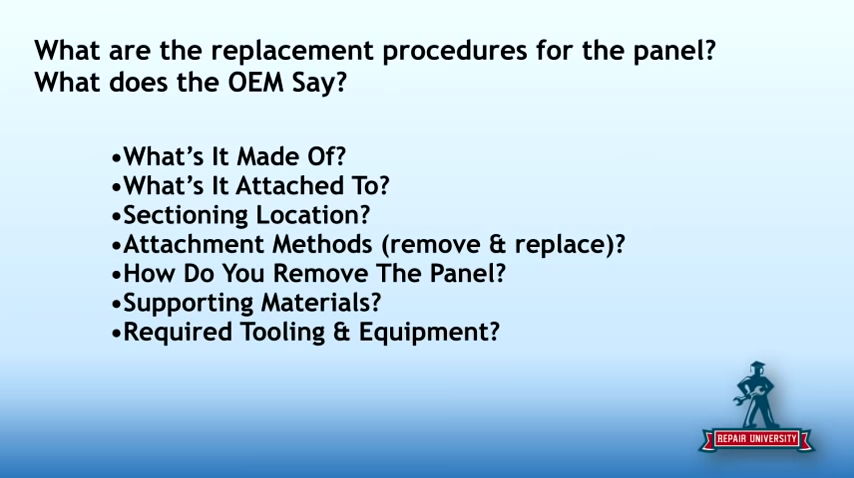 What are the replacement procedures for the panel?
What does the OEM Say?
•What's It Made Of?
•What's It Attached To?
•Sectioning Location?
•Attachment Methods (remove & replace)?
•How Do You Remove The Panel?
•Supporting Materials?
•Required Tooling & Equipment?
REPAIR UNIVERSITY